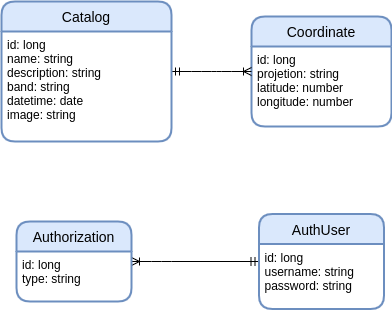 Catalog
id: long
name: string
description: string
band: string
datetime: date
image: string
Coordinate
id: long
projetion: string
latitude: number
longitude: number
Authorization
id: long
type: string
AuthUser
id: long
username: string
password: string